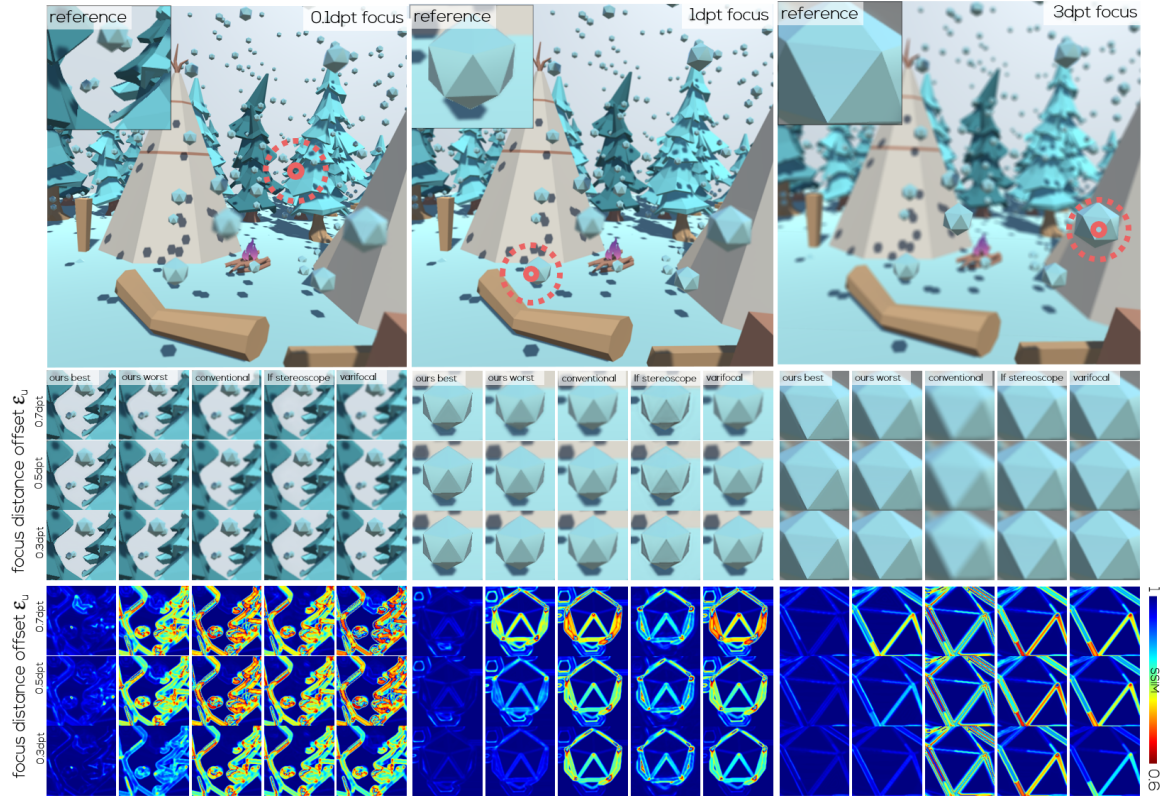 reference
0.1dpt focus
reference
1dpt focus
reference
3dpt focus
focus distance offset εu
0.7dpt
0.5dpt
0.3dpt
ours best
ours worst
conventional
lf stereoscope
varifocal
ours best
ours worst
conventional
lf stereoscope
varifocal
ours best
ours worst
conventional
lf stereoscope
varifocal
focus distance offset εu
0.7dpt
0.5dpt
0.3dpt
1
SSIM
0.6